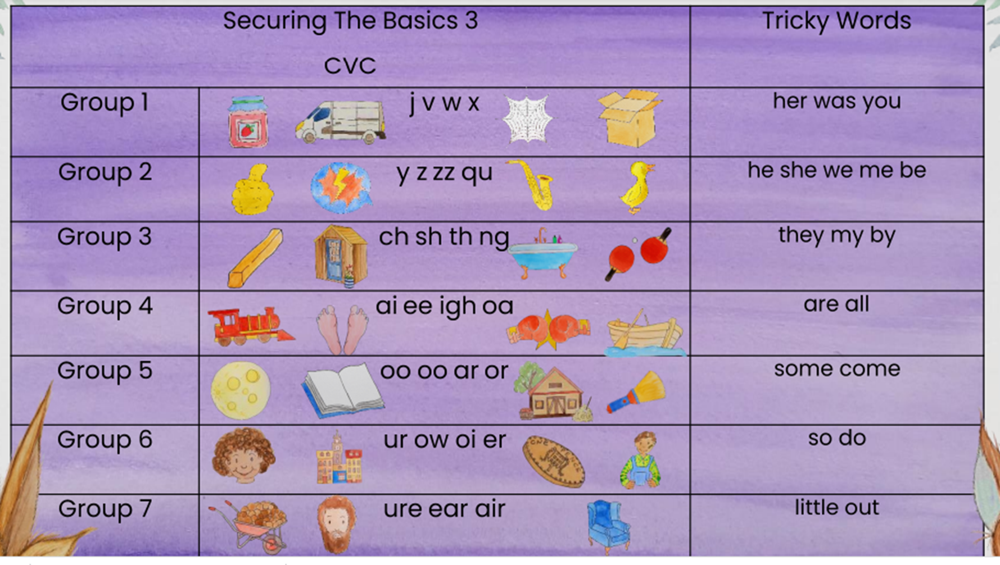 Securing The Basics 3
Tricky Words
CVC
Group 1
j v w x
her was you
Group 2
y z zz qu
he she we me be
Group 3
ch sh th ng
they my by
Group 4
ai ee igh oa
are all
Group 5
oo oo ar or
some come
Group 6
ur ow oi er
ONE PENCE
so do
Group 7
ure ear air
little out